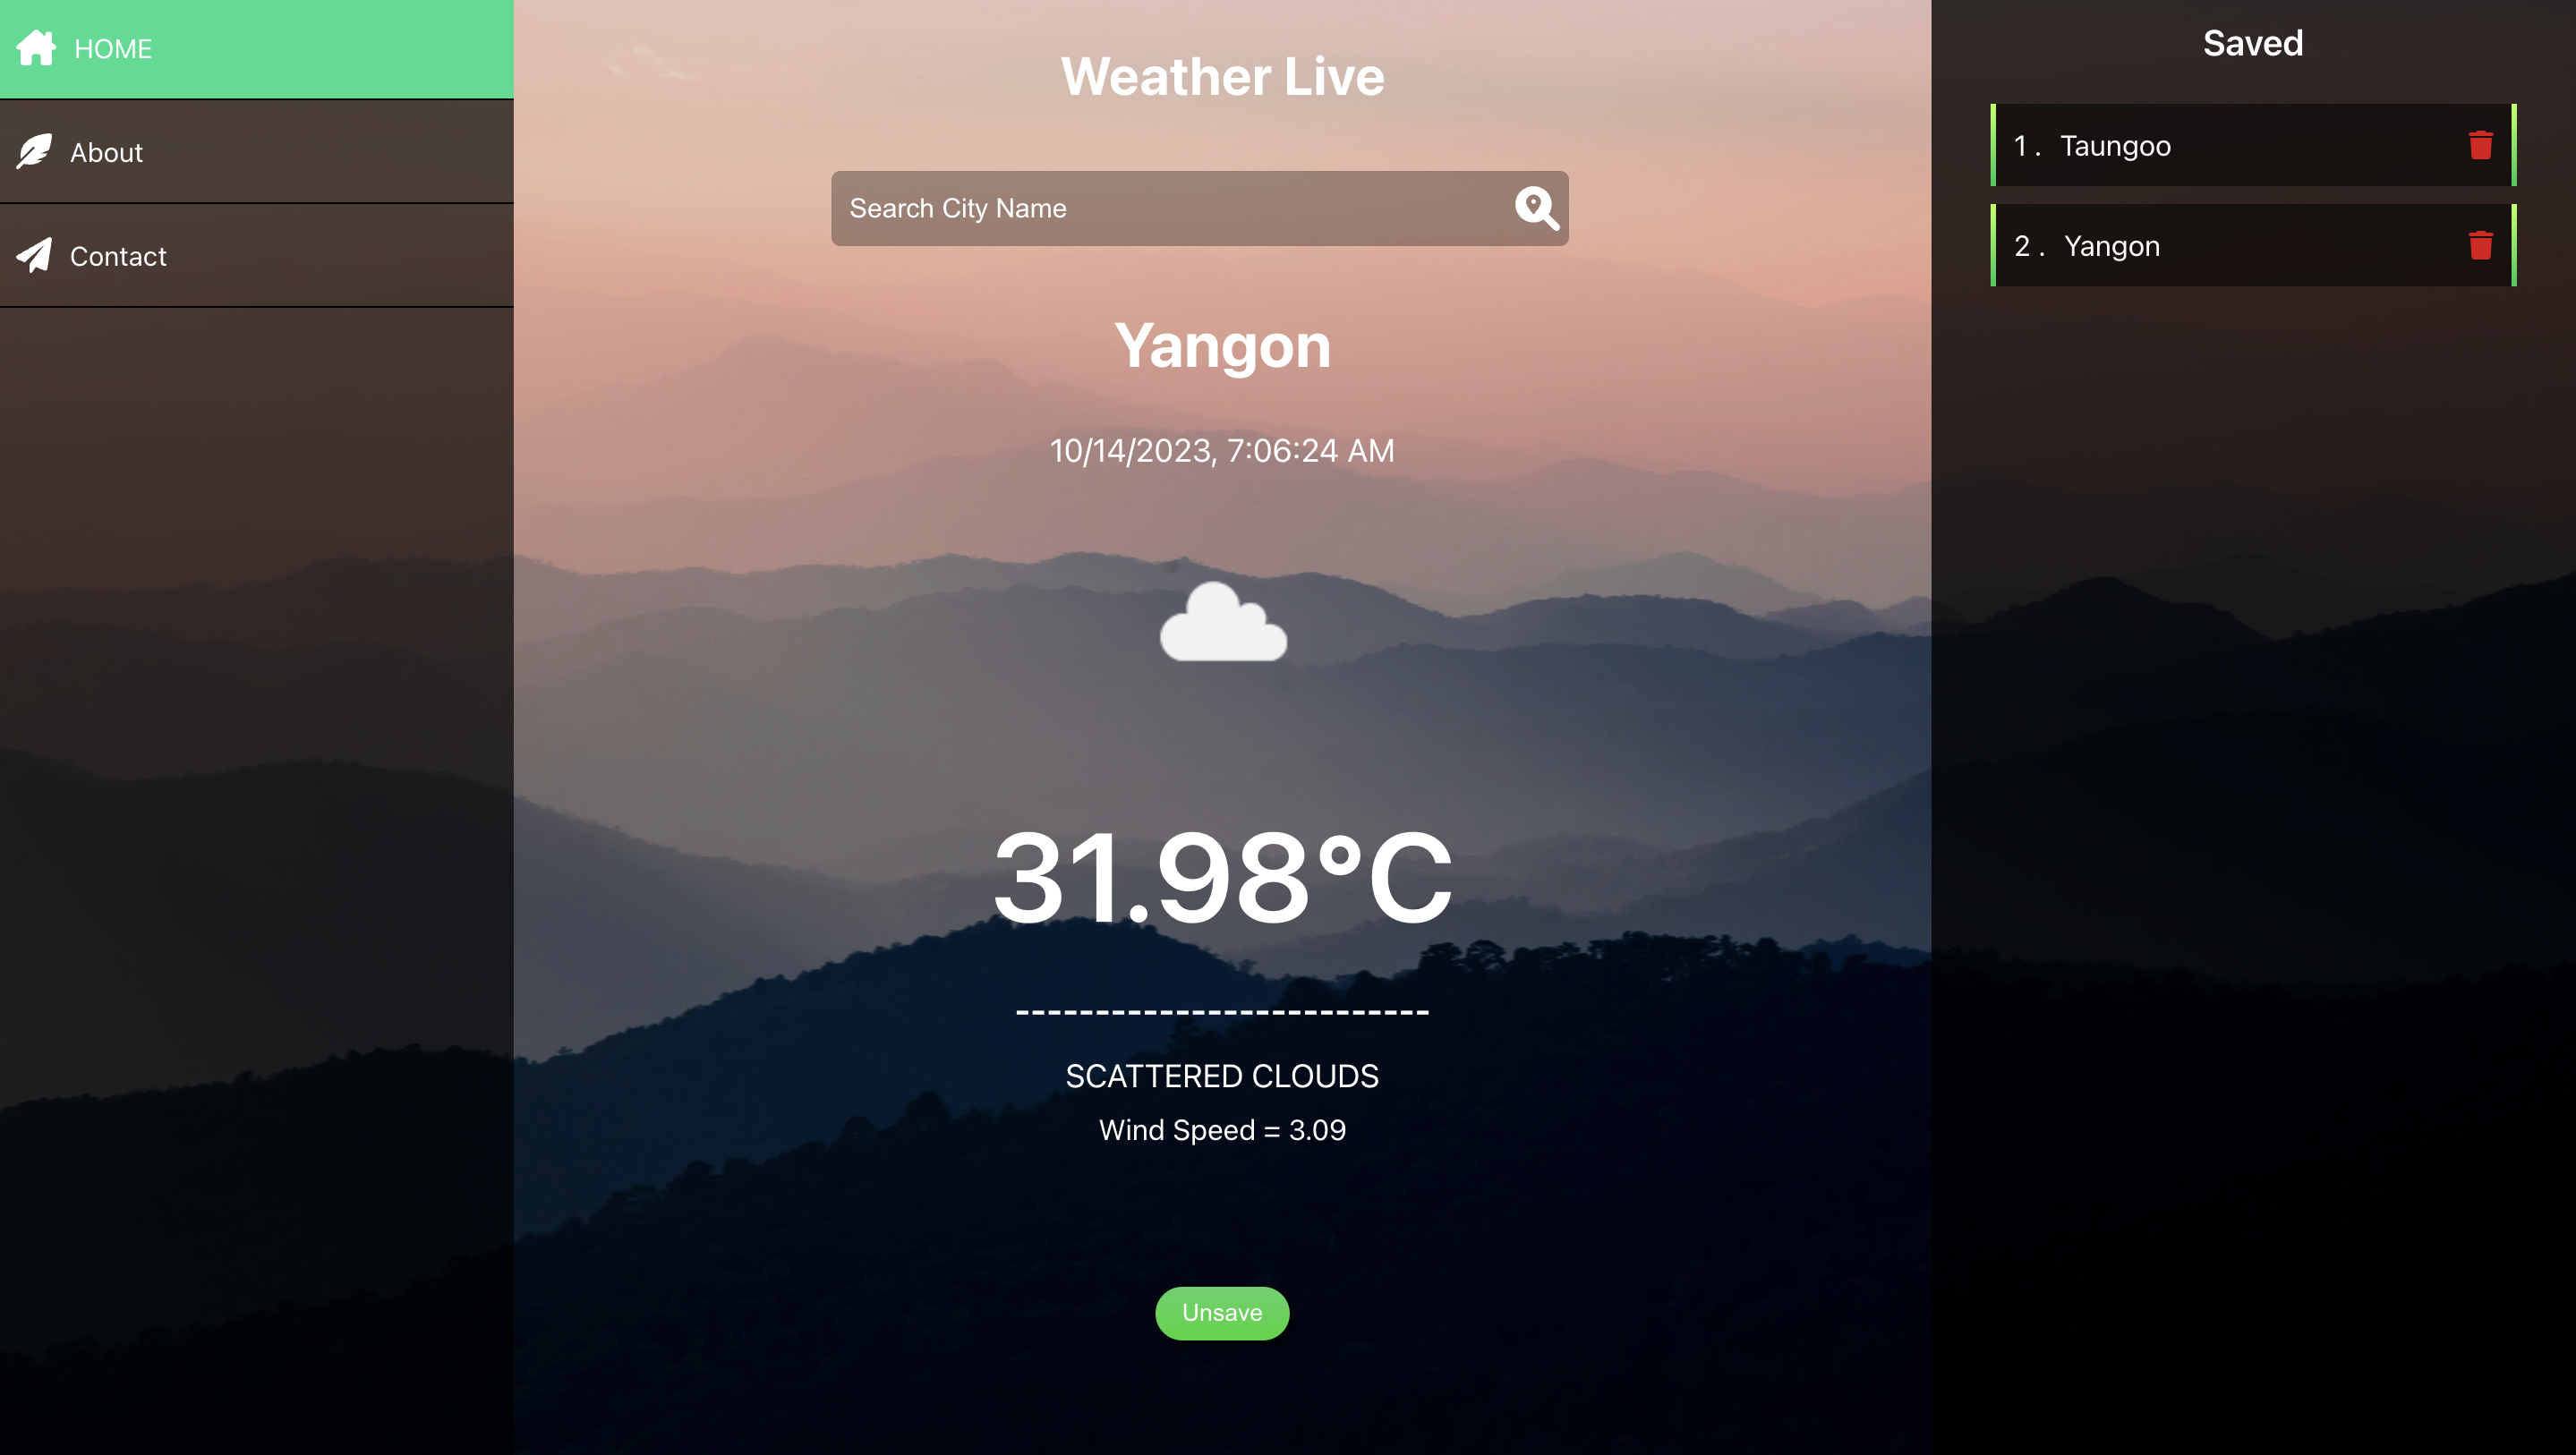 HOME
About
Contact
Weather Live
Search City Name
Yangon
10/14/2023, 7:06:24 AM
31.98°C
--------------------------
SCATTERED CLOUDS
Wind Speed = 3.09
Unsave
Saved
1 . Taungoo
2 . Yangon